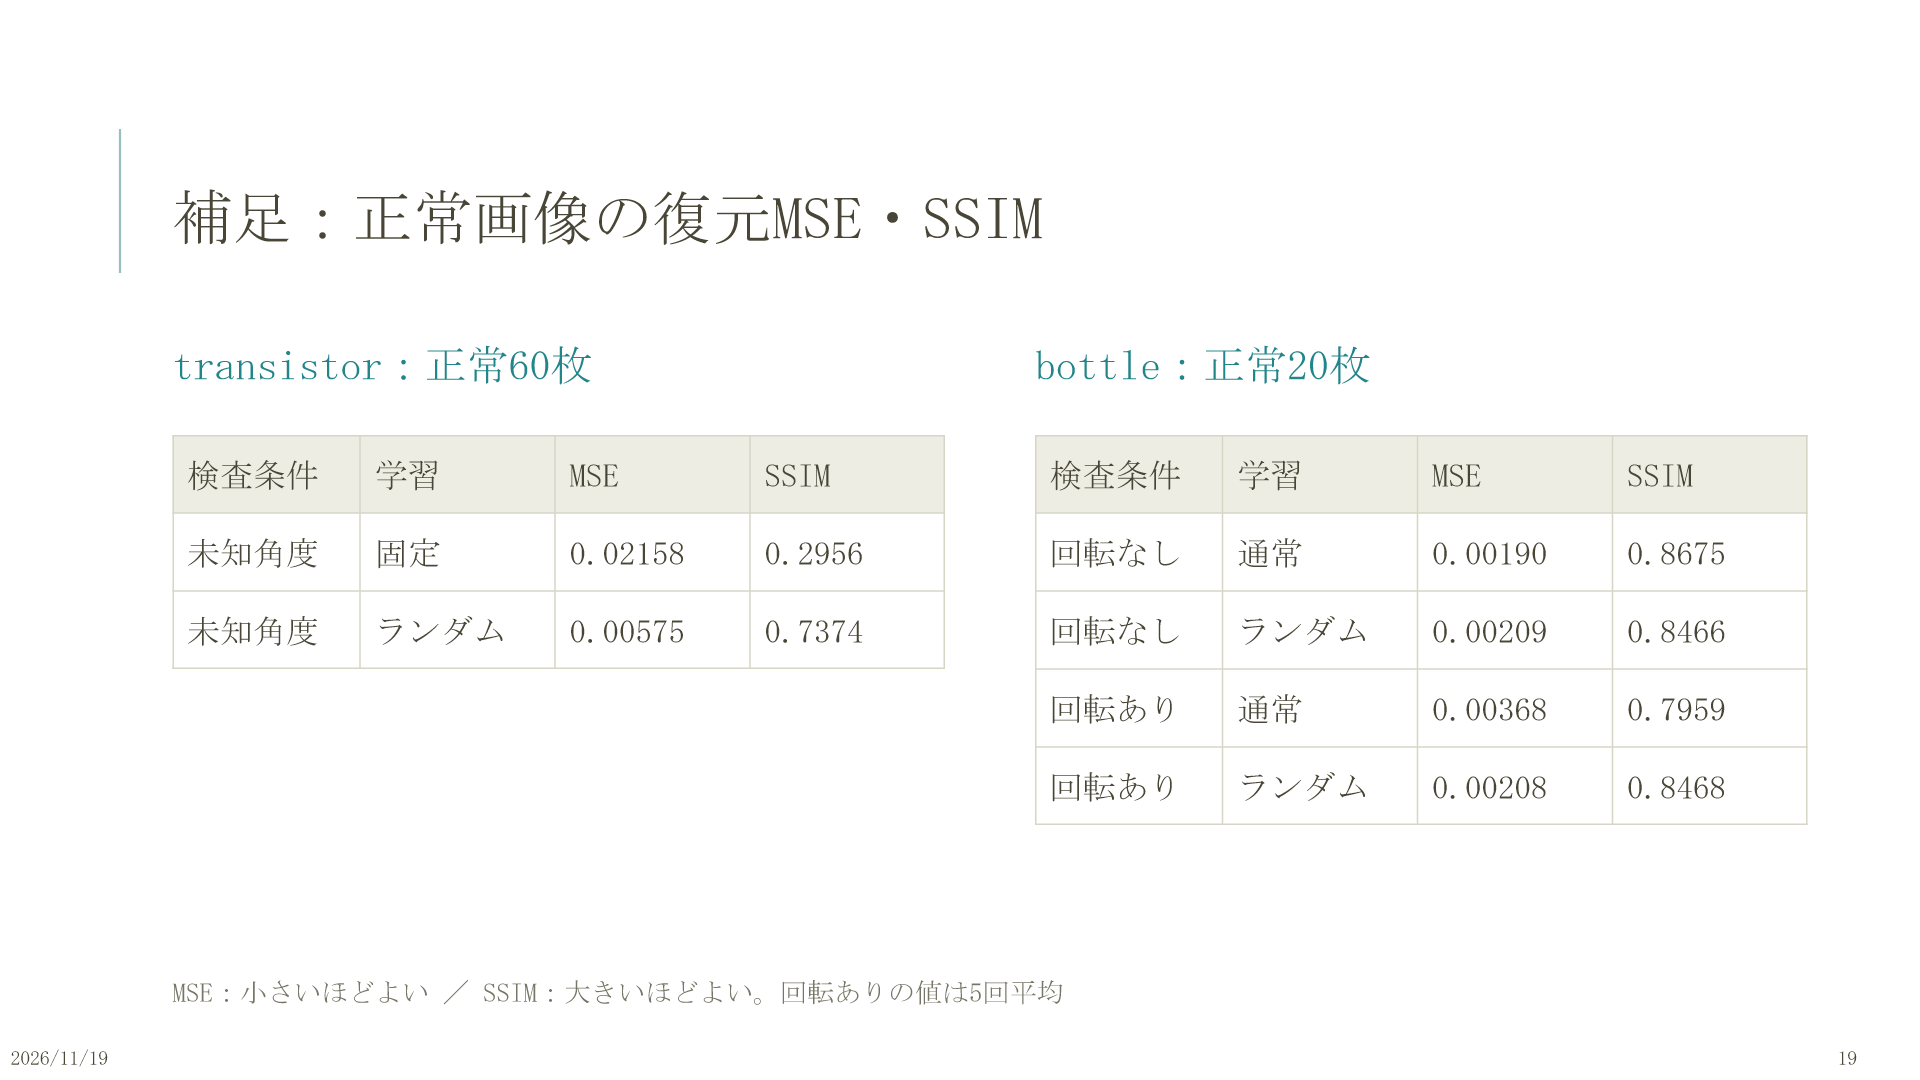 補足：正常画像の復元MSE・SSIM
transistor：正常60枚
検査条件 学習 MSE SSIM
未知角度 固定 0.02158 0.2956
未知角度 ランダム 0.00575 0.7374
bottle：正常20枚
検査条件 学習 MSE SSIM
回転なし 通常 0.00190 0.8675
回転なし ランダム 0.00209 0.8466
回転あり 通常 0.00368 0.7959
回転あり ランダム 0.00208 0.8468
MSE：小さいほどよい ／ SSIM：大きいほどよい。回転ありの値は5回平均
2026/11/19
19